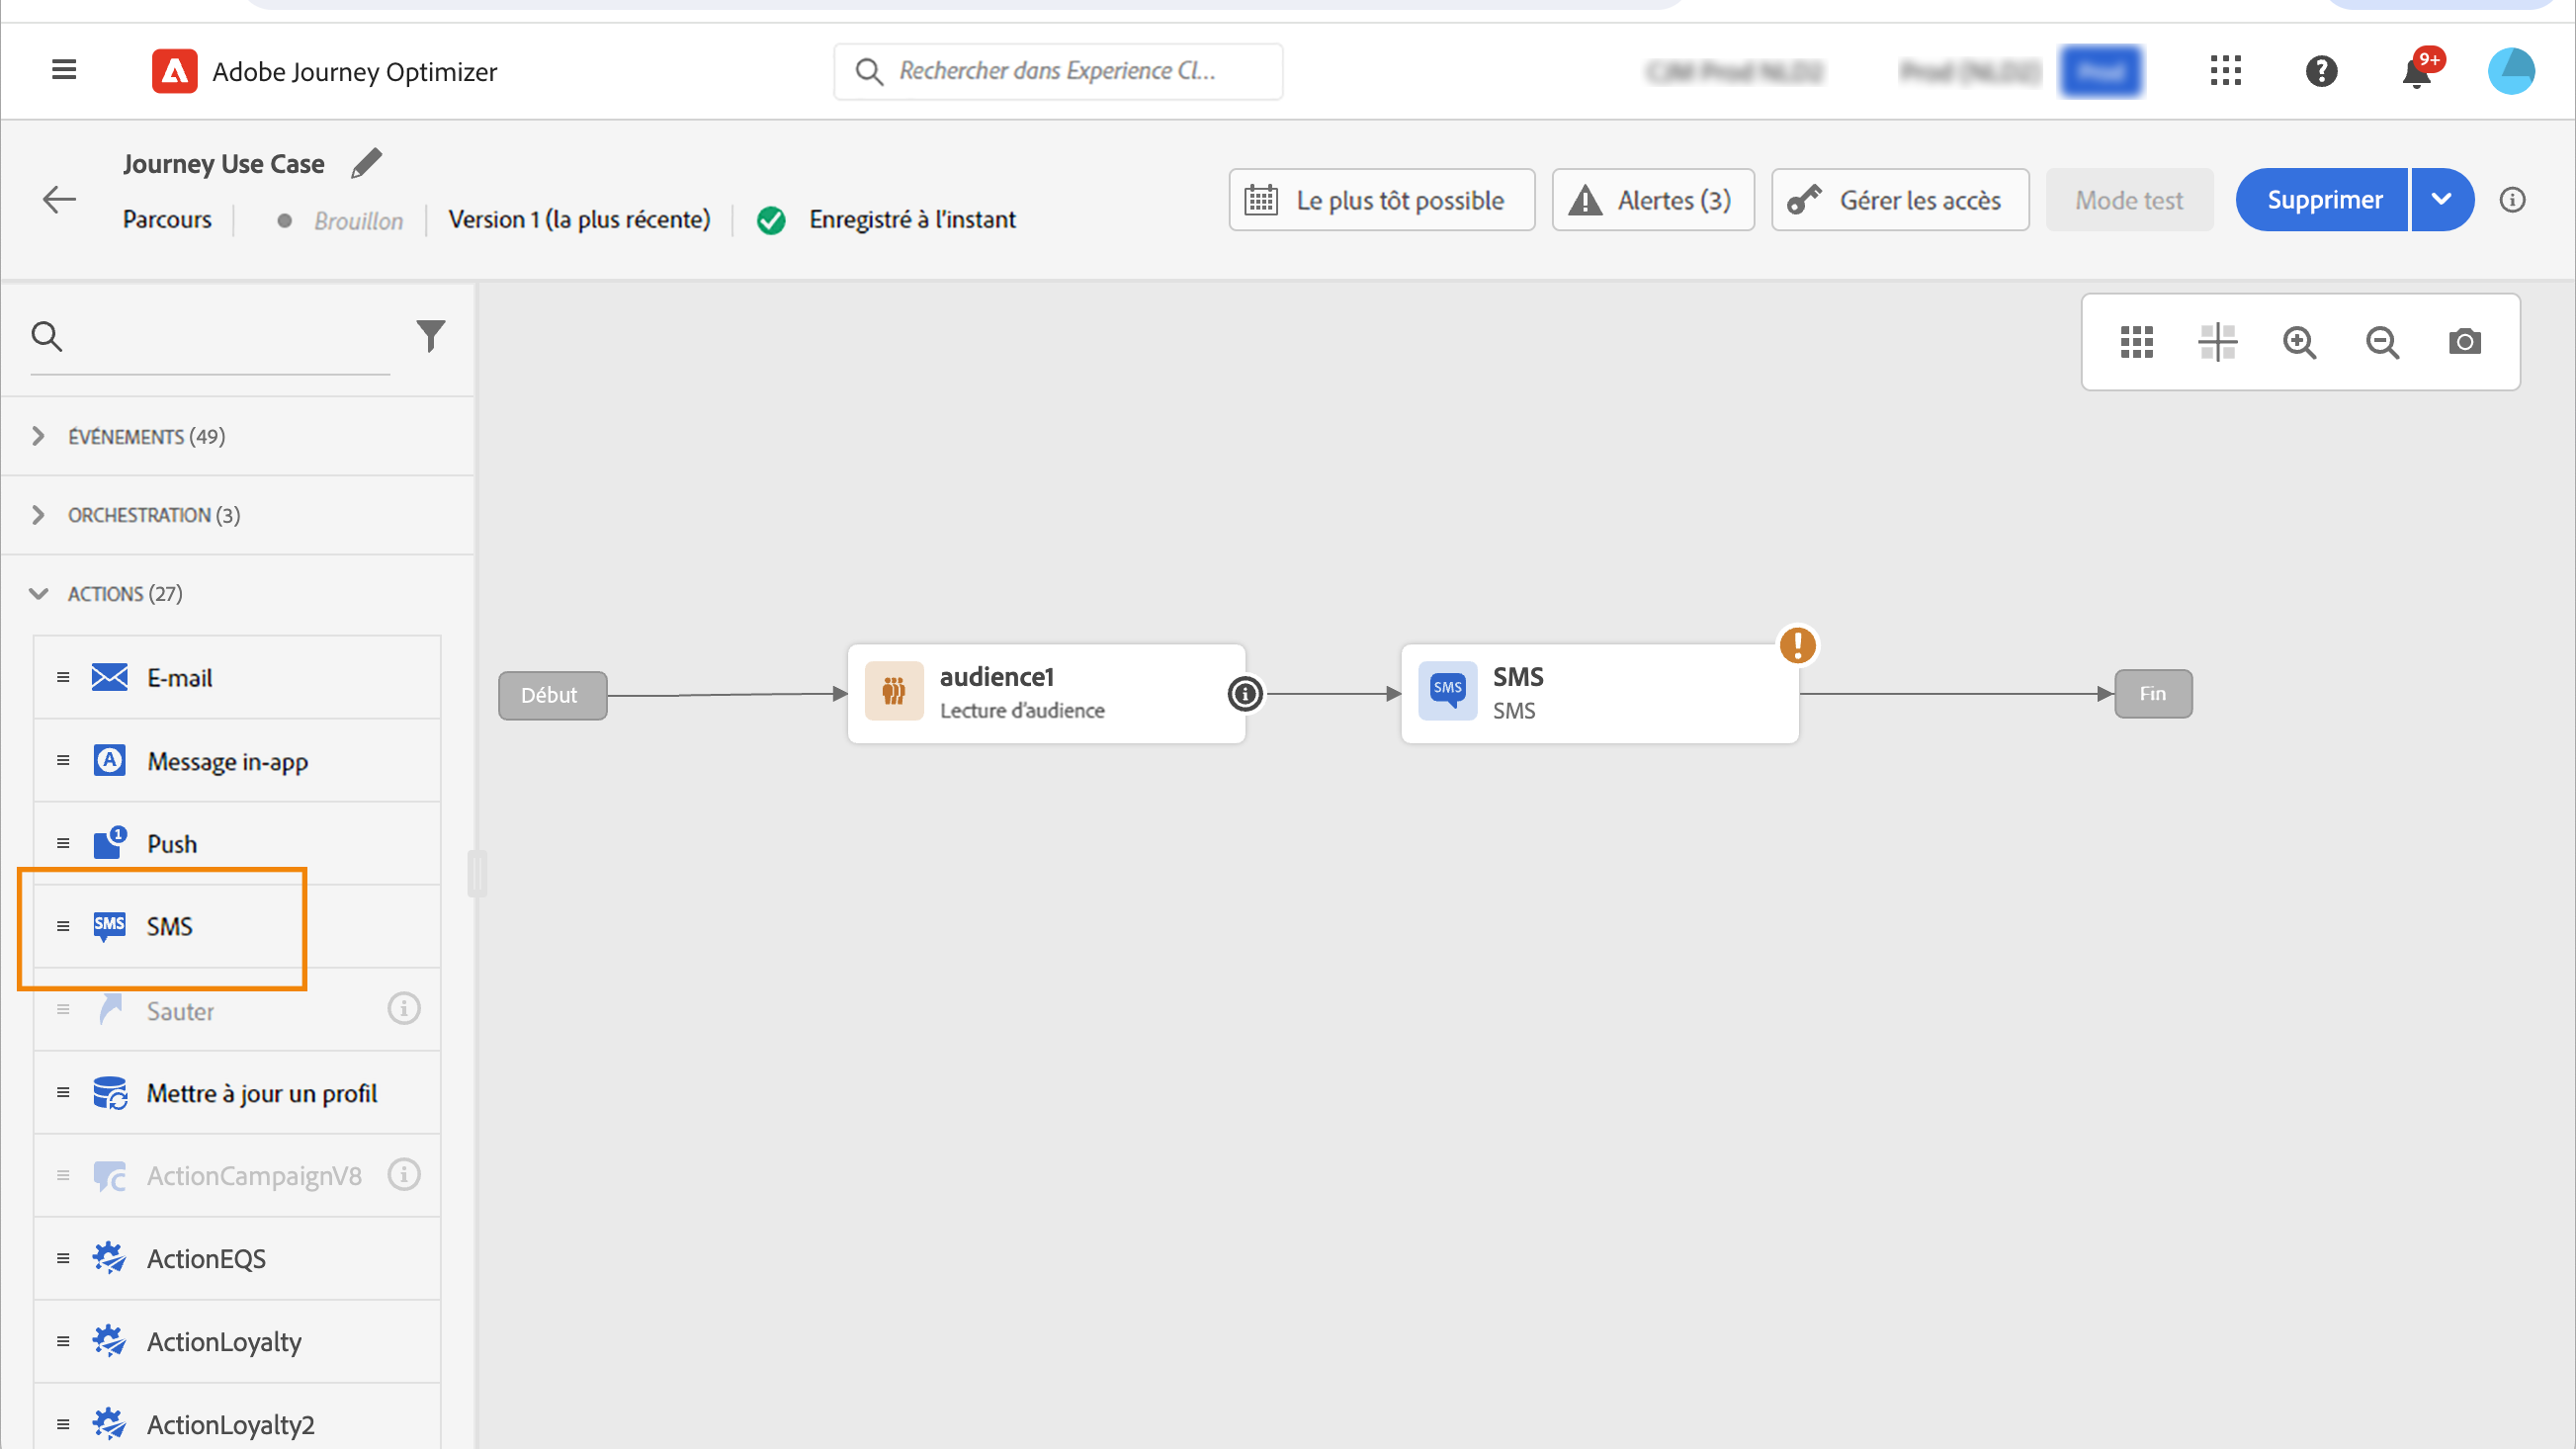 Adobe Journey Optimizer
Rechercher dans Experience Cl...
9+
Journey Use Case
Parcours
Brouillon
Version 1 (la plus récente)
Enregistré à l'instant
Le plus tôt possible
Alertes (3)
Gérer les accès
Mode test
Supprimer
ÉVÉNEMENTS (49)
ORCHESTRATION (3)
ACTIONS (27)
E-mail
Message in-app
Push
SMS SMS
Sauter
Mettre à jour un profil
ActionCampaignV8
ActionEQS
ActionLoyalty
ActionLoyalty2
Début
audience1
Lecture d'audience
SMS
SMS
SMS
Fin